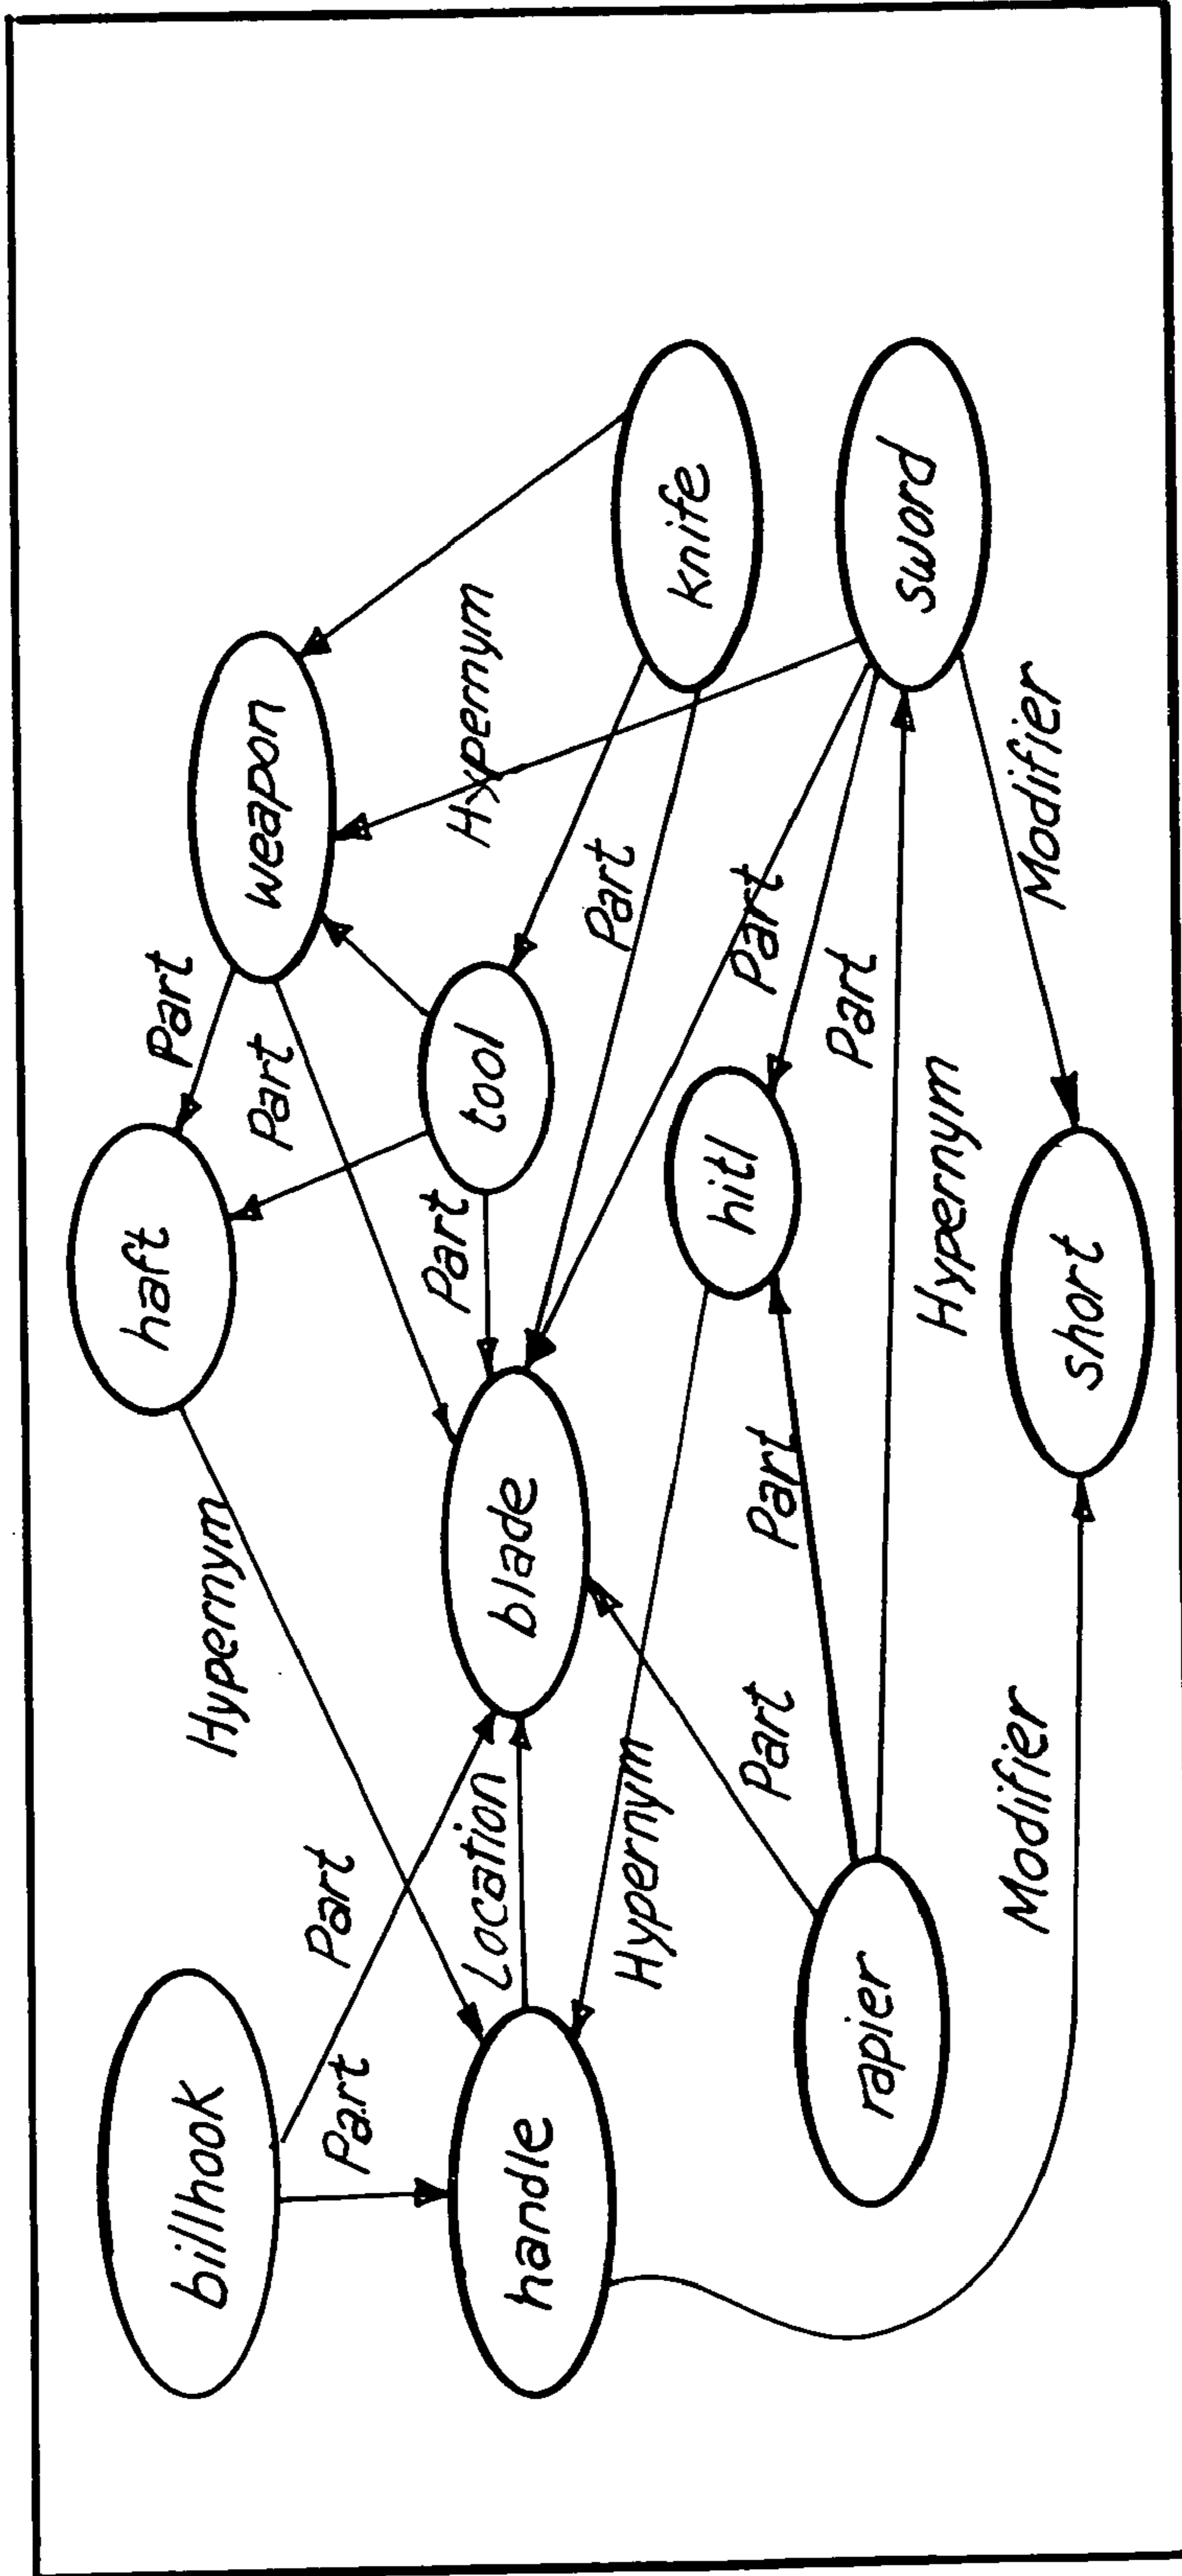 billhook
haft
weapon
Part
Part
Part
Part
Hypernym
handle
Location
blade
Part
tool
Hypernym
knife
Hypernym
Part
Part
hitl
Part
Part
rapier
Hypernym
sword
Modifier
short
Modifier
Part